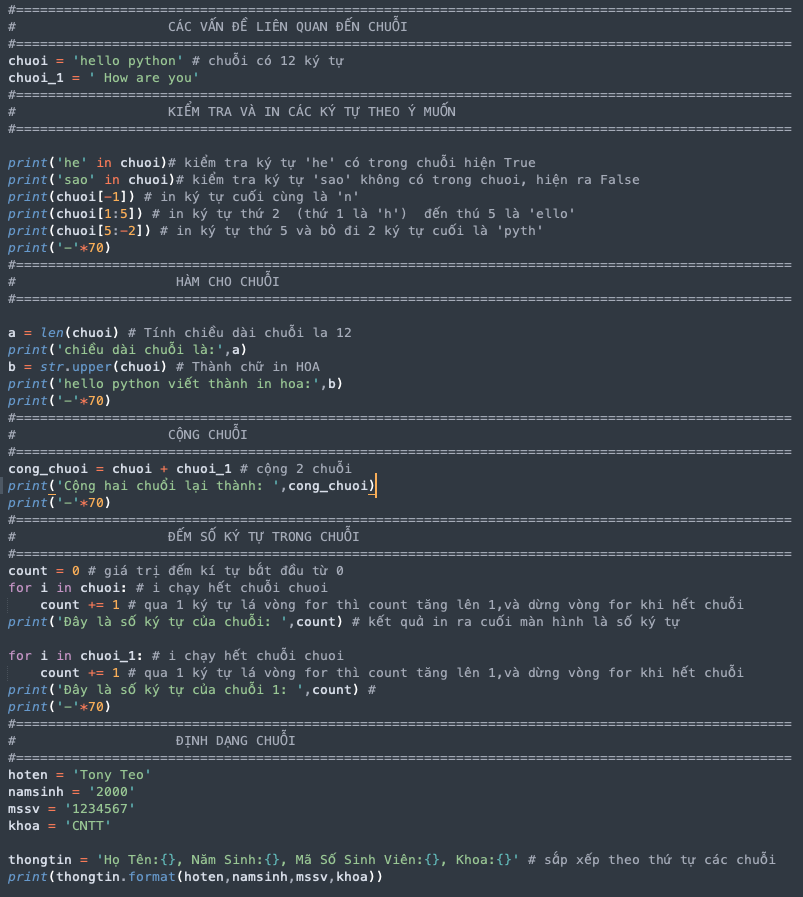 #=================================================================================================
#                   CÁC VẤN ĐỀ LIÊN QUAN ĐẾN CHUỖI
#=================================================================================================
chuoi = 'hello python' # chuỗi có 12 ký tự
chuoi_1 = ' How are you'
#=================================================================================================
#                   KIỂM TRA VÀ IN CÁC KÝ TỰ THEO Ý MUỐN
#=================================================================================================
print('he' in chuoi)# kiểm tra ký tự 'he' có trong chuỗi hiện True
print('sao' in chuoi)# kiểm tra ký tự 'sao' không có trong chuoi, hiện ra False
print(chuoi[-1]) # in ký tự cuối cùng là 'n'
print(chuoi[1:5]) # in ký tự thứ 2  (thứ 1 là 'h')  đến thú 5 là 'ello'
print(chuoi[5:-2]) # in ký tự thứ 5 và bỏ đi 2 ký tự cuối là 'pyth'
print('-'*70)
#=================================================================================================
#                    HÀM CHO CHUỖI
#=================================================================================================
a = len(chuoi) # Tính chiều dài chuỗi la 12
print('chiều dài chuỗi là:',a)
b = str.upper(chuoi) # Thành chữ in HOA
print('hello python viết thành in hoa:',b)
print('-'*70)
#=================================================================================================
#                   CỘNG CHUỖI
#=================================================================================================
cong_chuoi = chuoi + chuoi_1 # cộng 2 chuỗi
print('Cộng hai chuổi lại thành: ',cong_chuoi)
print('-'*70)
#=================================================================================================
#                   ĐẾM SỐ KÝ TỰ TRONG CHUỖI
#=================================================================================================
count = 0 # giá trị đếm kí tự bắt đầu từ 0
for i in chuoi: # i chạy hết chuỗi chuoi
    count += 1 # qua 1 ký tự lá vòng for thì count tăng lên 1,và dừng vòng for khi hết chuỗi
print('Đây là số ký tự của chuỗi: ',count) # kết quả in ra cuối màn hình là số ký tự
for i in chuoi_1: # i chạy hết chuỗi chuoi
    count += 1 # qua 1 ký tự lá vòng for thì count tăng lên 1,và dừng vòng for khi hết chuỗi
print('Đây là số ký tự của chuỗi 1: ',count) #
print('-'*70)
#=================================================================================================
#                    ĐỊNH DẠNG CHUỖI
#=================================================================================================
hoten = 'Tony Teo'
namsinh = '2000'
mssv = '1234567'
khoa = 'CNTT'
thongtin = 'Họ Tên:{}, Năm Sinh:{}, Mã Số Sinh Viên:{}, Khoa:{}' # sắp xếp theo thứ tự các chuỗi
print(thongtin.format(hoten,namsinh,mssv,khoa))